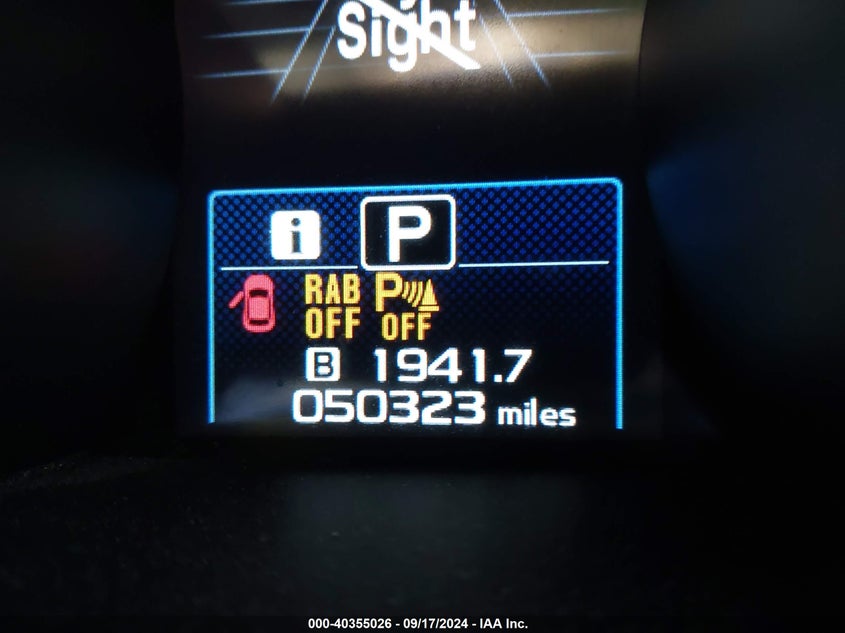 Sight
i P
RAB P
OFF OFF
B 1941.7
050323 miles
000-40355026 - 09/17/2024 - IAA Inc.